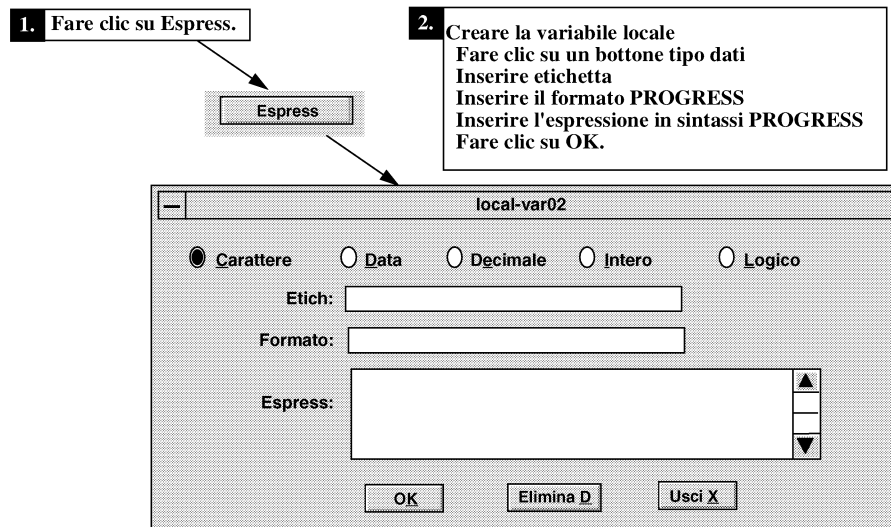 1. Fare clic su Espress.
2. Creare la variabile locale
Fare clic su un bottone tipo dati
Inserire etichetta
Inserire il formato PROGRESS
Inserire l'espressione in sintassi PROGRESS
Fare clic su OK.
Espress
local-var02
Carattere Data Decimale Intero Logico
Etich:
Formato:
Espress:
OK Elimina D Usci X